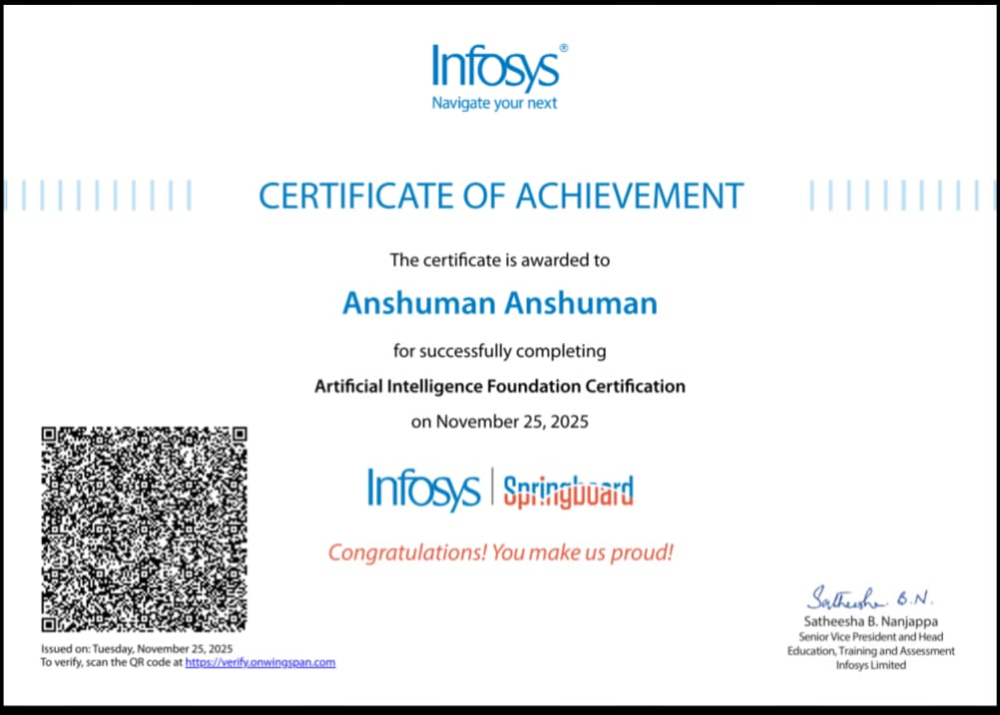 Infosys®
Navigate your next
CERTIFICATE OF ACHIEVEMENT
The certificate is awarded to
Anshuman Anshuman
for successfully completing
Artificial Intelligence Foundation Certification
on November 25, 2025
Infosys | Springboard
Congratulations! You make us proud!
Issued on: Tuesday, November 25, 2025
To verify, scan the QR code at https://verify.onwingspan.com
Satheesha B.N.
Satheesha B. Nanjappa
Senior Vice President and Head
Education, Training and Assessment
Infosys Limited